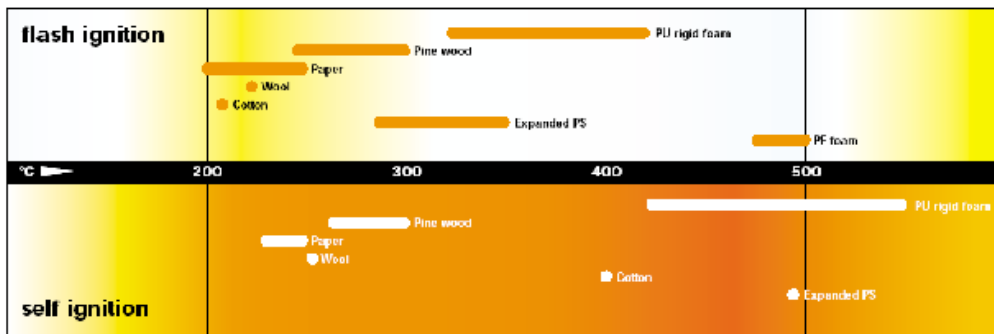 flash ignition
PU rigid foam
Pine wood
Paper
Wool
Cotton
Expanded PS
PF foam
°C 200 300 400 500
PU rigid foam
Pine wood
Paper
Wool
Cotton
Expanded PS
self ignition